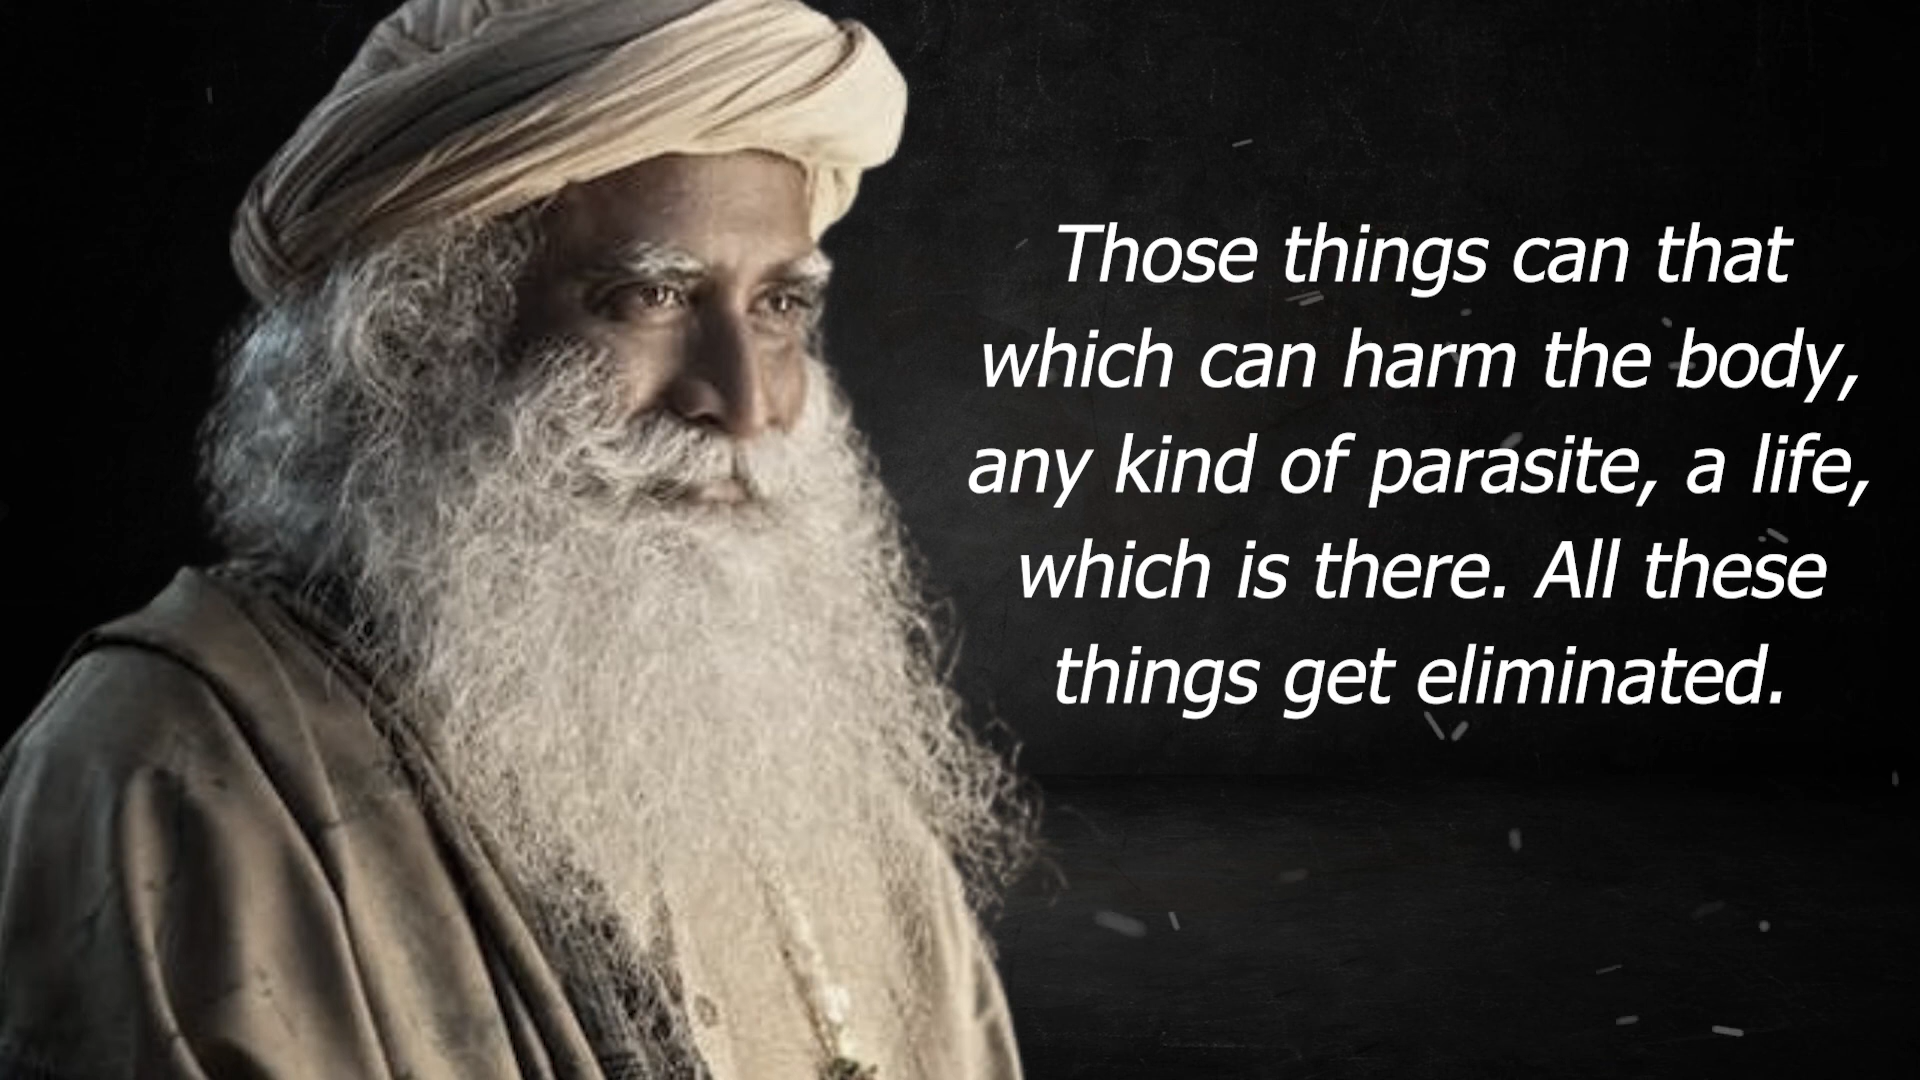 Those things can that
which can harm the body,
any kind of parasite, a life,
which is there. All these
things get eliminated.